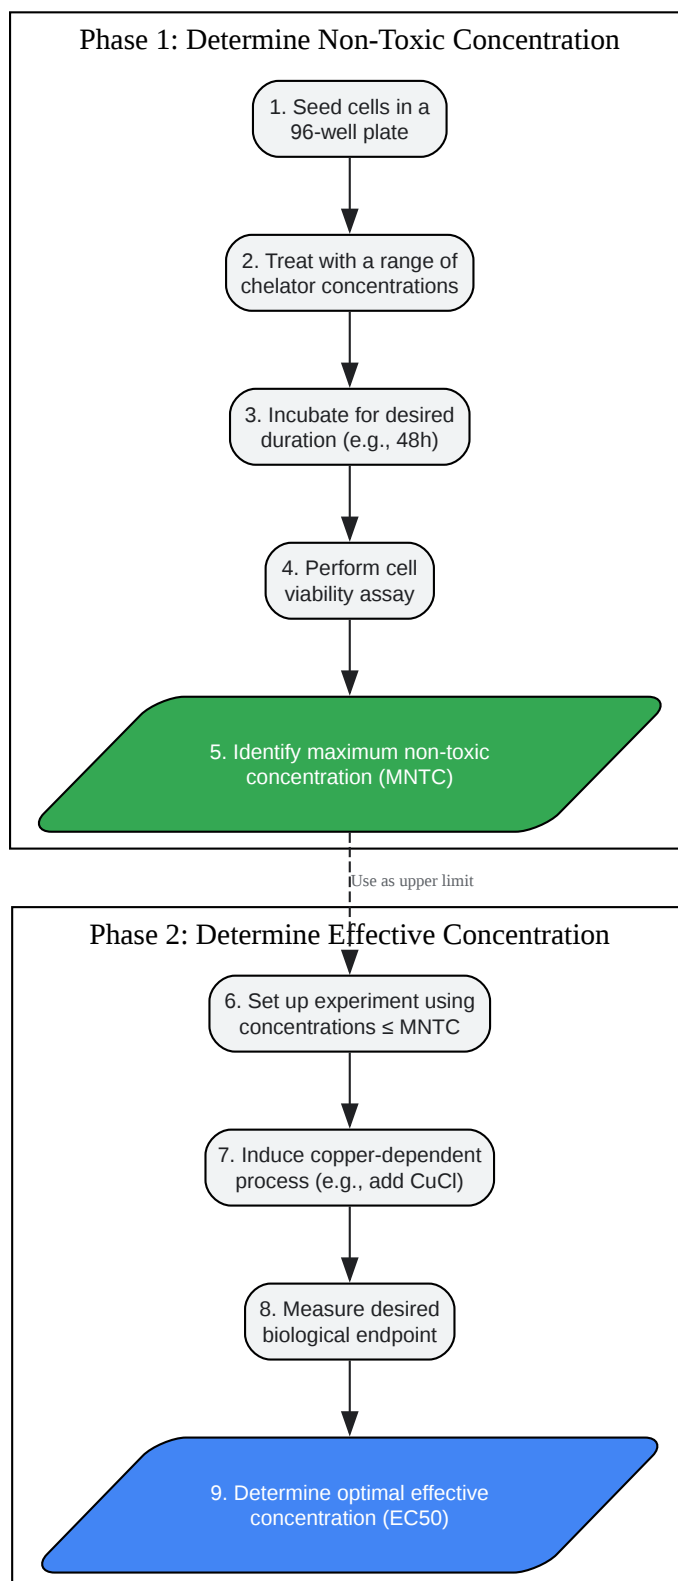 Phase 1: Determine Non-Toxic Concentration
1. Seed cells in a
96-well plate
2. Treat with a range of
chelator concentrations
3. Incubate for desired
duration (e.g., 48h)
4. Perform cell
viability assay
5. Identify maximum non-toxic
concentration (MNTC)
Use as upper limit
Phase 2: Determine Effective Concentration
6. Set up experiment using
concentrations ≤ MNTC
7. Induce copper-dependent
process (e.g., add CuCl)
8. Measure desired
biological endpoint
9. Determine optimal effective
concentration (EC50)